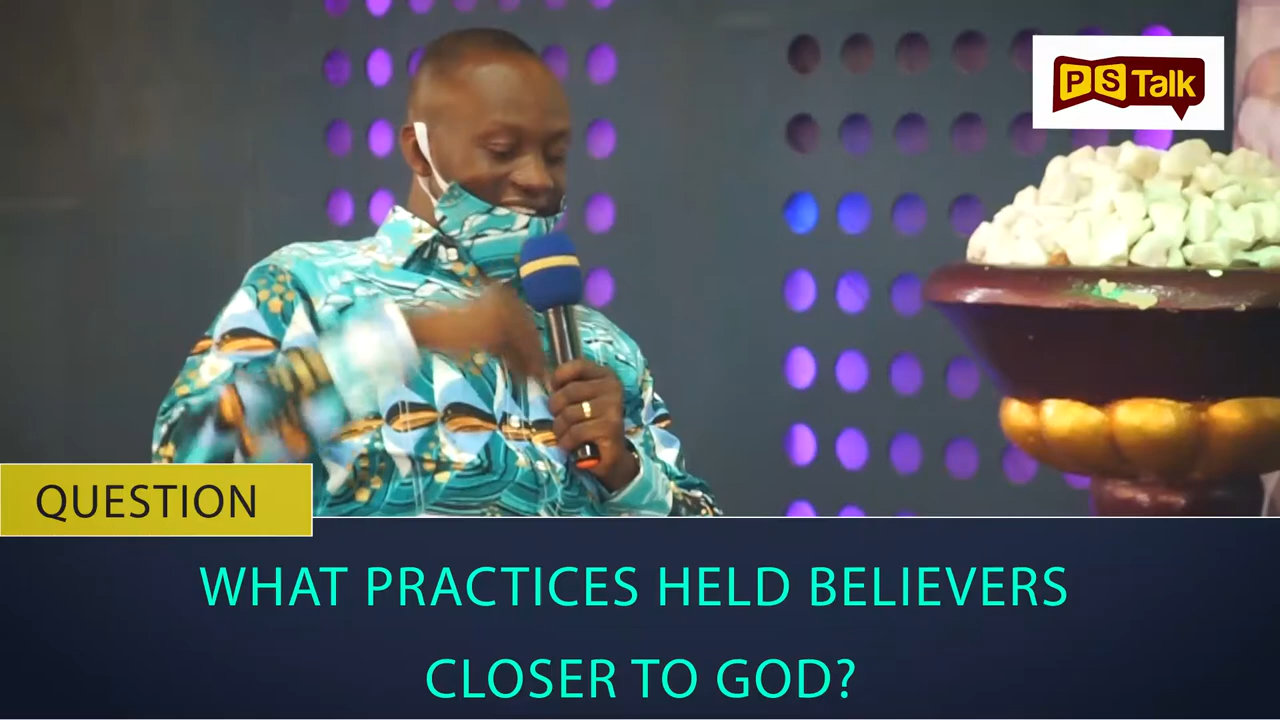 PS Talk
QUESTION
WHAT PRACTICES HELD BELIEVERS
CLOSER TO GOD?